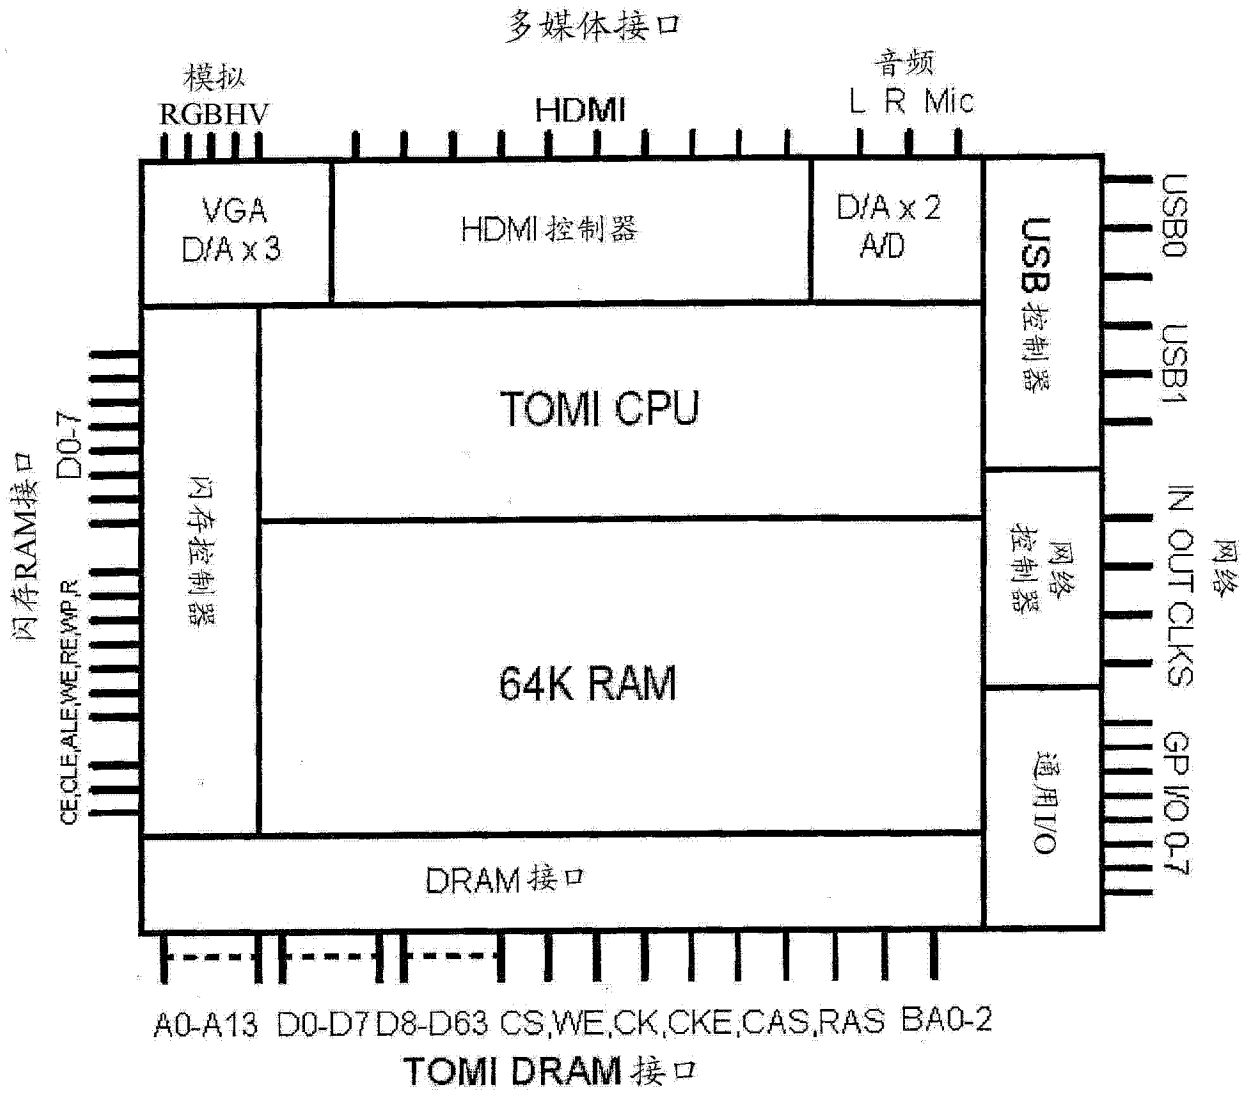 多媒体接口
模拟
RGBHV
HDMI
音频
L R Mic
VGA
D/A x 3
HDMI 控制器
D/A x 2
A/D
USB 控制器
USB0
USB1
TOMI CPU
闪存RAM接口
D0-7
CE,CLE,ALE,WE,RE,WP,R
闪存控制器
64K RAM
网络
控制器
IN OUT CLKS
网络
通用I/O
GP I/O 0-7
DRAM 接口
A0-A13 D0-D7 D8-D63 CS,WE,CK,CKE,CAS,RAS BA0-2
TOMI DRAM 接口